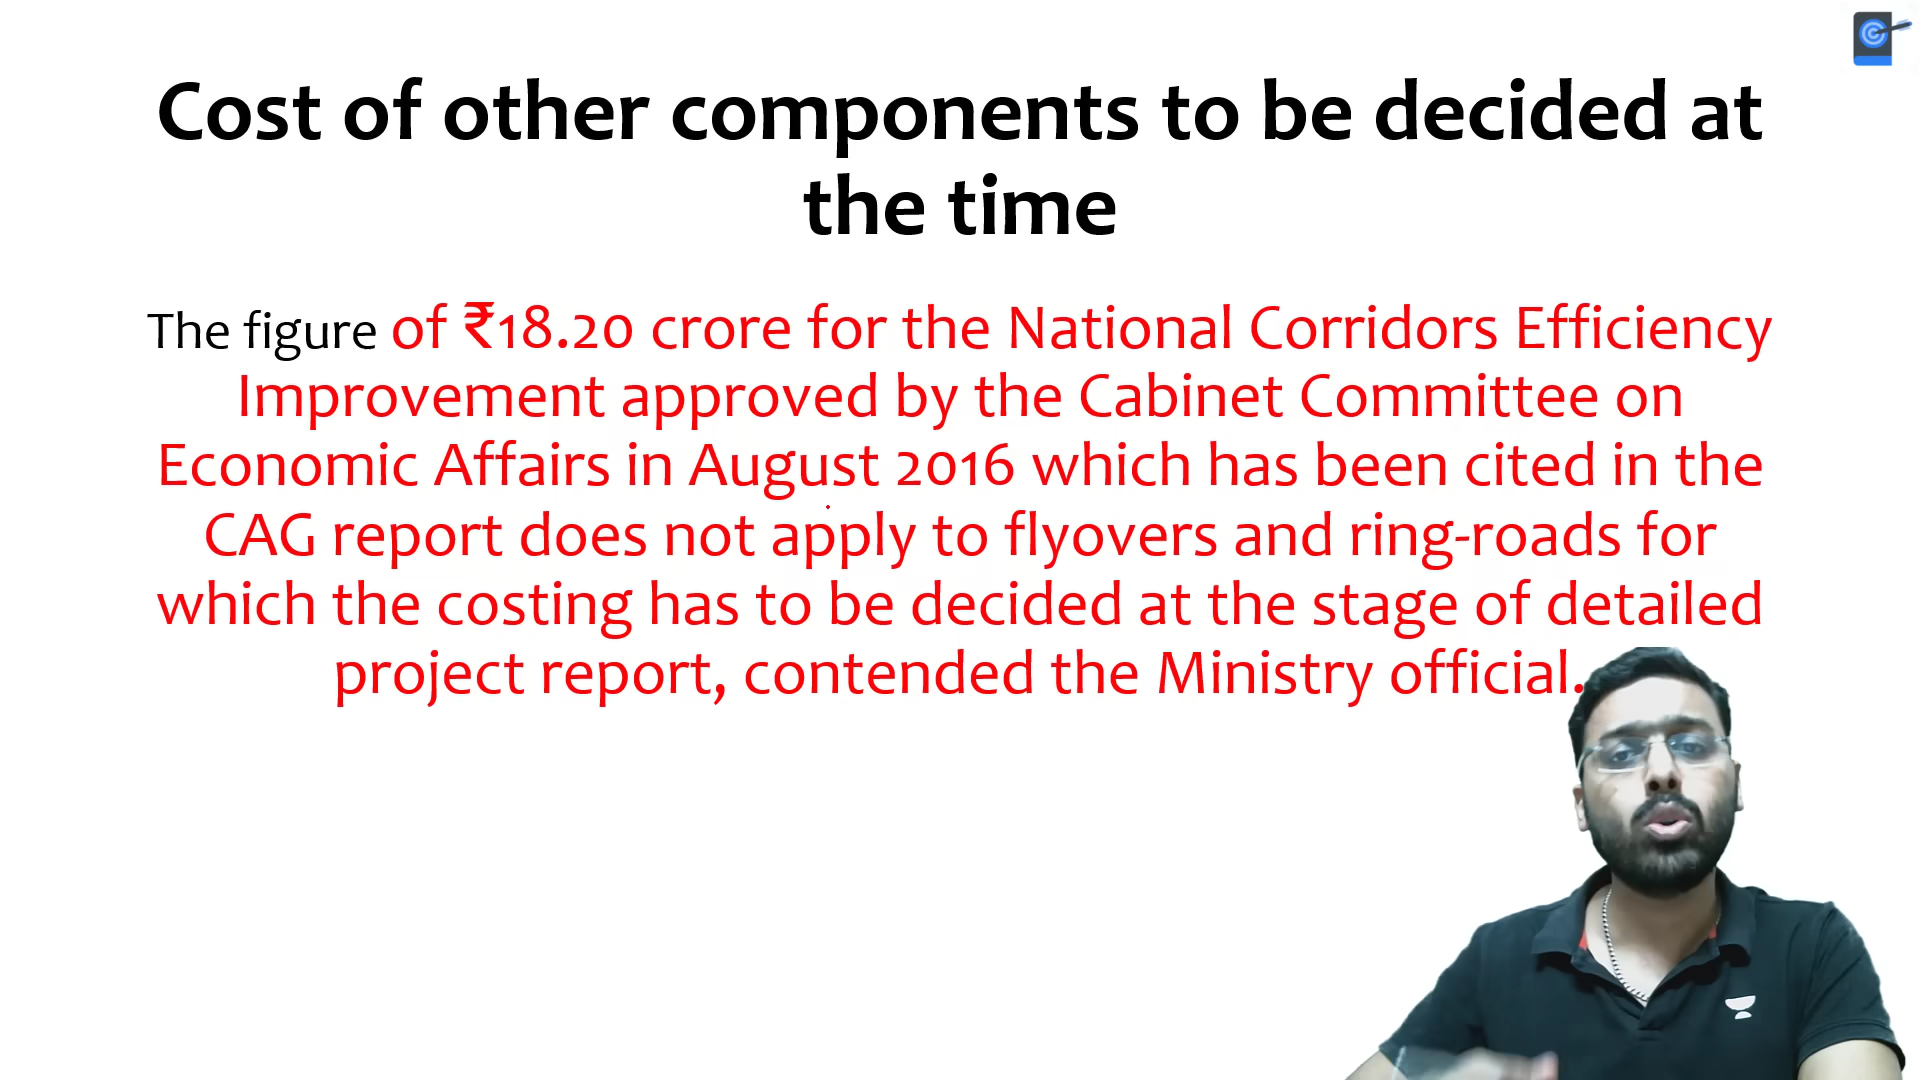 Cost of other components to be decided at
the time
The figure of ₹18.20 crore for the National Corridors Efficiency
Improvement approved by the Cabinet Committee on
Economic Affairs in August 2016 which has been cited in the
CAG report does not apply to flyovers and ring-roads for
which the costing has to be decided at the stage of detailed
project report, contended the Ministry official.